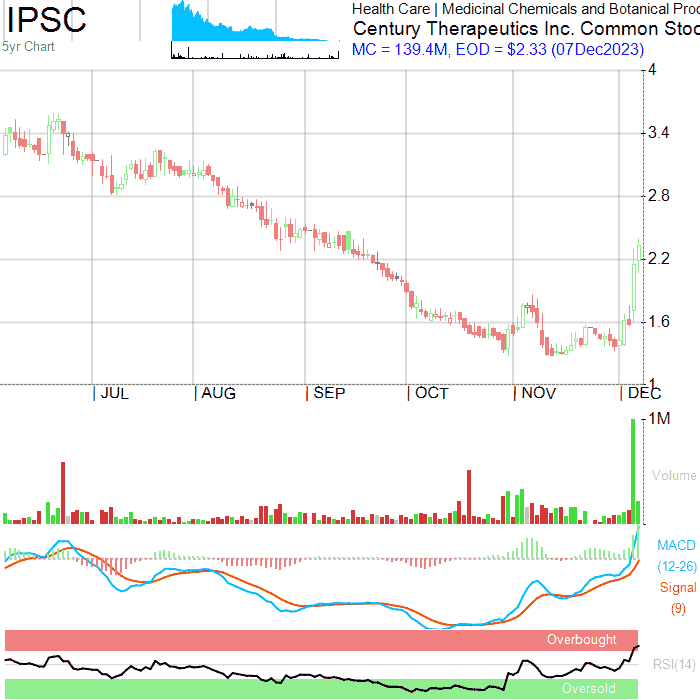 IPSC
5yr Chart
Health Care | Medicinal Chemicals and Botanical Prod
Century Therapeutics Inc. Common Stoc
MC = 139.4M, EOD = $2.33 (07Dec2023)
4
3.4
2.8
2.2
1.6
1
JUL AUG SEP OCT NOV DEC
1M
Volume
MACD
(12-26)
Signal
(9)
Overbought
RSI(14)
Oversold